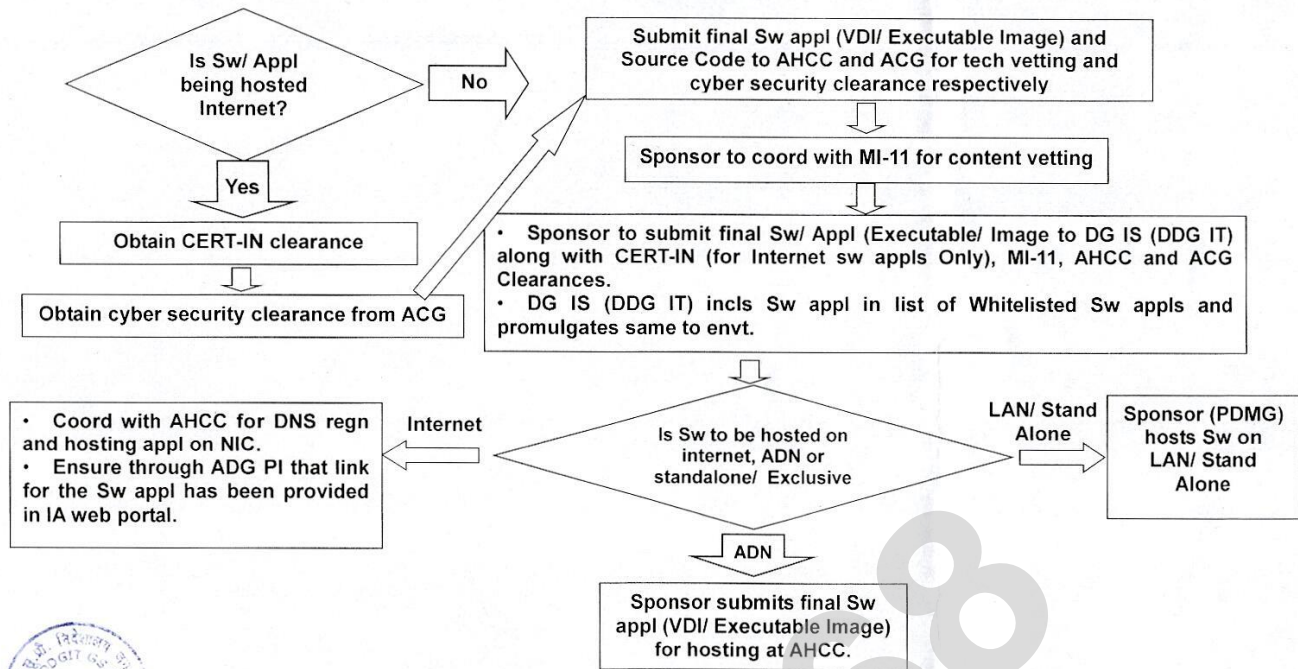 Is Sw/ Appl
being hosted
Internet?
No
Submit final Sw appl (VDI/ Executable Image) and
Source Code to AHCC and ACG for tech vetting and
cyber security clearance respectively
Yes
Sponsor to coord with MI-11 for content vetting
Obtain CERT-IN clearance
Obtain cyber security clearance from ACG
• Sponsor to submit final Sw/ Appl (Executable/ Image to DG IS (DDG IT)
along with CERT-IN (for Internet sw appls Only), MI-11, AHCC and ACG
Clearances.
• DG IS (DDG IT) incls Sw appl in list of Whitelisted Sw appls and
promulgates same to envt.
• Coord with AHCC for DNS regn
and hosting appl on NIC.
• Ensure through ADG PI that link
for the Sw appl has been provided
in IA web portal.
Internet
Is Sw to be hosted on
internet, ADN or
standalone/ Exclusive
LAN/ Stand
Alone
Sponsor (PDMG)
hosts Sw on
LAN/ Stand
Alone
ADN
Sponsor submits final Sw
appl (VDI/ Executable Image)
for hosting at AHCC.